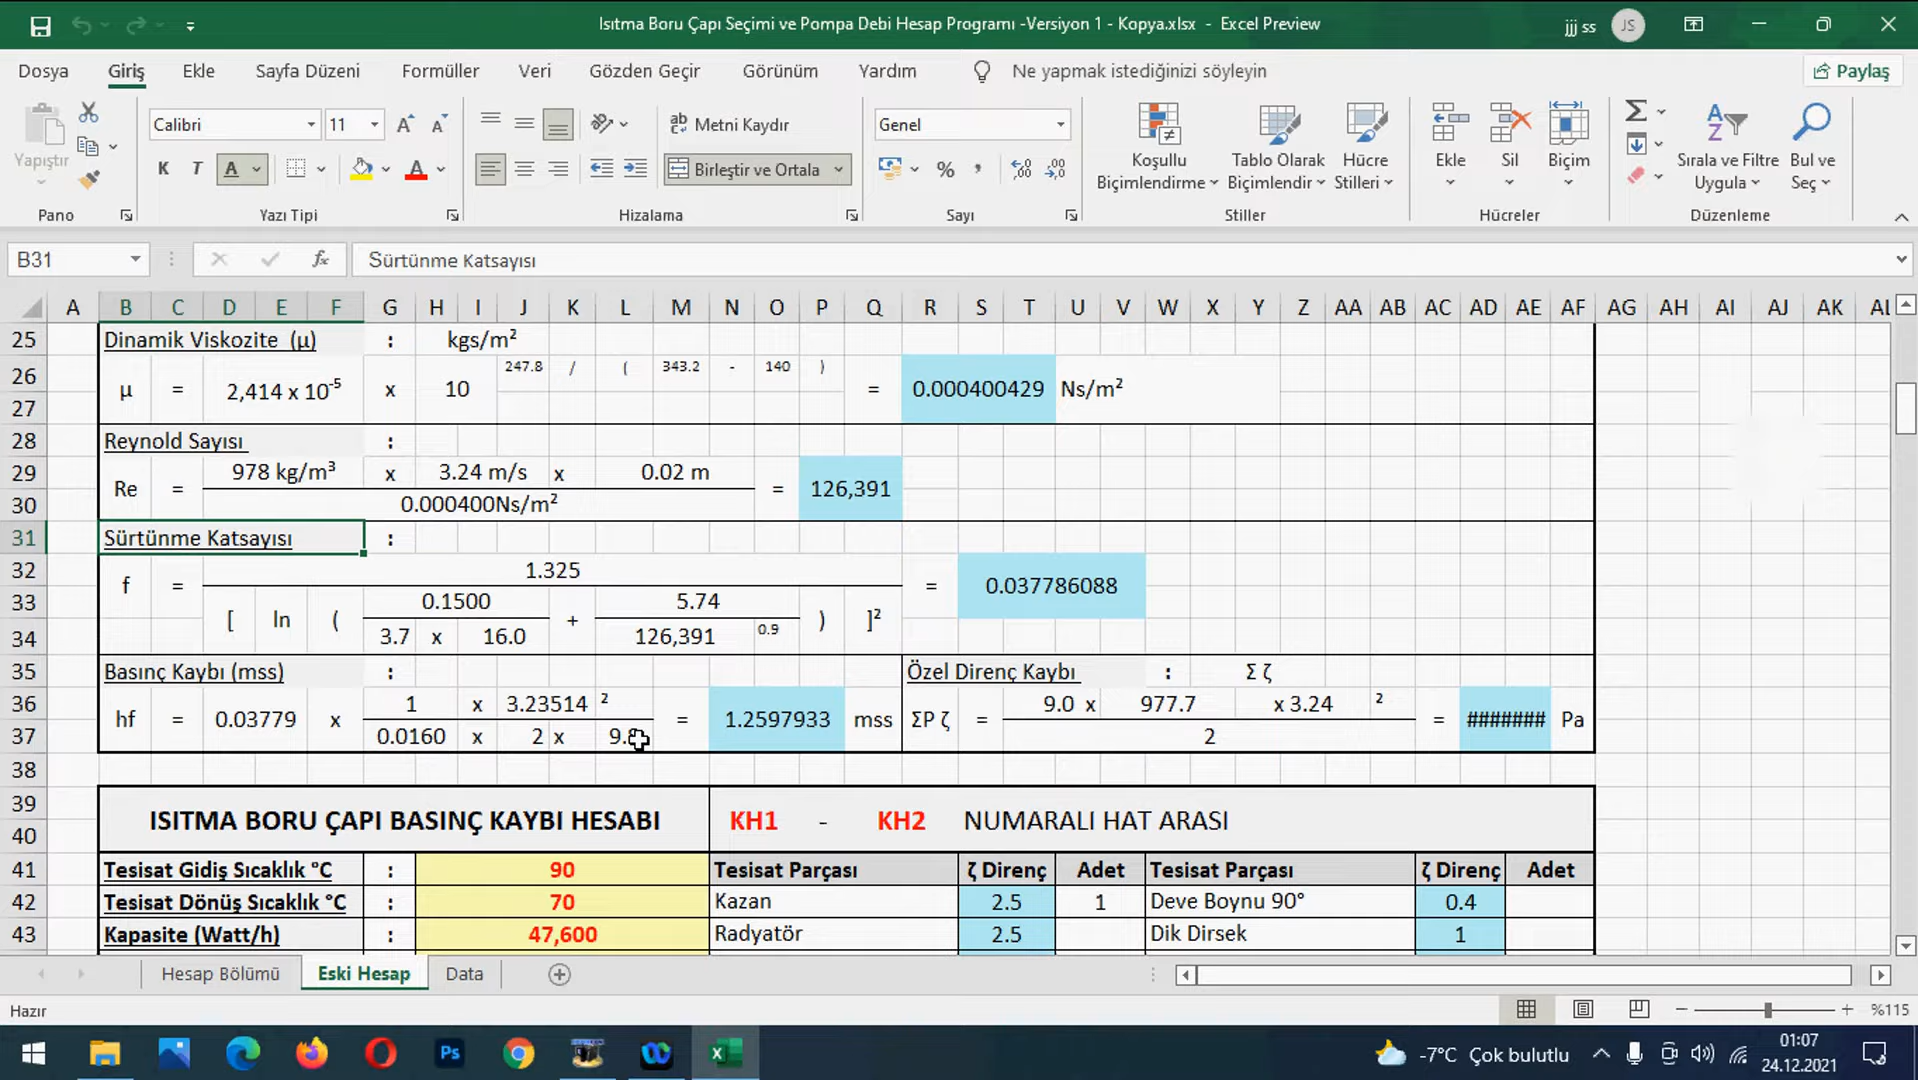 Isıtma Boru Çapı Seçimi ve Pompa Debi Hesap Programı -Versiyon 1 - Kopya.xlsx - Excel Preview
jjj ss JS
Dosya Giriş Ekle Sayfa Düzeni Formüller Veri Gözden Geçir Görünüm Yardım Ne yapmak istediğinizi söyleyin Paylaş
Yapıştır
Calibri 11
K T A
Metni Kaydır
Birleştir ve Ortala
Genel
%
Koşullu Biçimlendirme
Tablo Olarak Biçimlendir
Hücre Stilleri
Ekle Sil Biçim
Sırala ve Filtre Uygula
Bul ve Seç
Pano Yazı Tipi Hizalama Sayı Stiller Hücreler Düzenleme
B31 fx Sürtünme Katsayısı
A B C D E F G H I J K L M N O P Q R S T U V W X Y Z AA AB AC AD AE AF AG AH AI AJ AK AL
25 Dinamik Viskozite (µ) : kgs/m²
26 247.8 / ( 343.2 - 140 )
µ = 2,414 x 10⁻⁵ x 10 = 0.000400429 Ns/m²
27
28 Reynold Sayısı :
29 978 kg/m³ x 3.24 m/s x 0.02 m
Re = = 126,391
30 0.000400Ns/m²
31 Sürtünme Katsayısı :
32 1.325
f = = 0.037786088
33 0.1500 5.74
[ ln ( + ) ]²
34 3.7 x 16.0 126,391 0.9
35 Basınç Kaybı (mss) : Özel Direnç Kaybı : Σ ζ
36 1 x 3.23514 ² 9.0 x 977.7 x 3.24 ²
hf = 0.03779 x = 1.2597933 mss ΣP ζ = = ####### Pa
37 0.0160 x 2 x 2
38
39 ISITMA BORU ÇAPI BASINÇ KAYBI HESABI KH1 - KH2 NUMARALI HAT ARASI
40
41 Tesisat Gidiş Sıcaklık °C : 90 Tesisat Parçası ζ Direnç Adet Tesisat Parçası ζ Direnç Adet
42 Tesisat Dönüş Sıcaklık °C : 70 Kazan 2.5 1 Deve Boynu 90° 0.4
43 Kapasite (Watt/h) : 47,600 Radyatör 2.5 Dik Dirsek 1
Hesap Bölümü Eski Hesap Data
Hazır %115
Ps -7°C Çok bulutlu 01:07
24.12.2021